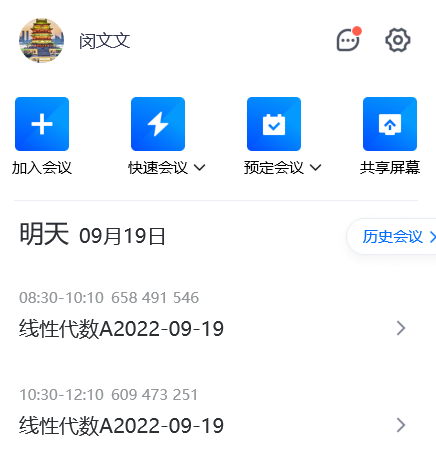 闵文文
加入会议 快速会议 预定会议 共享屏幕
明天 09月19日 历史会议
08:30-10:10 658 491 546
线性代数A2022-09-19
10:30-12:10 609 473 251
线性代数A2022-09-19